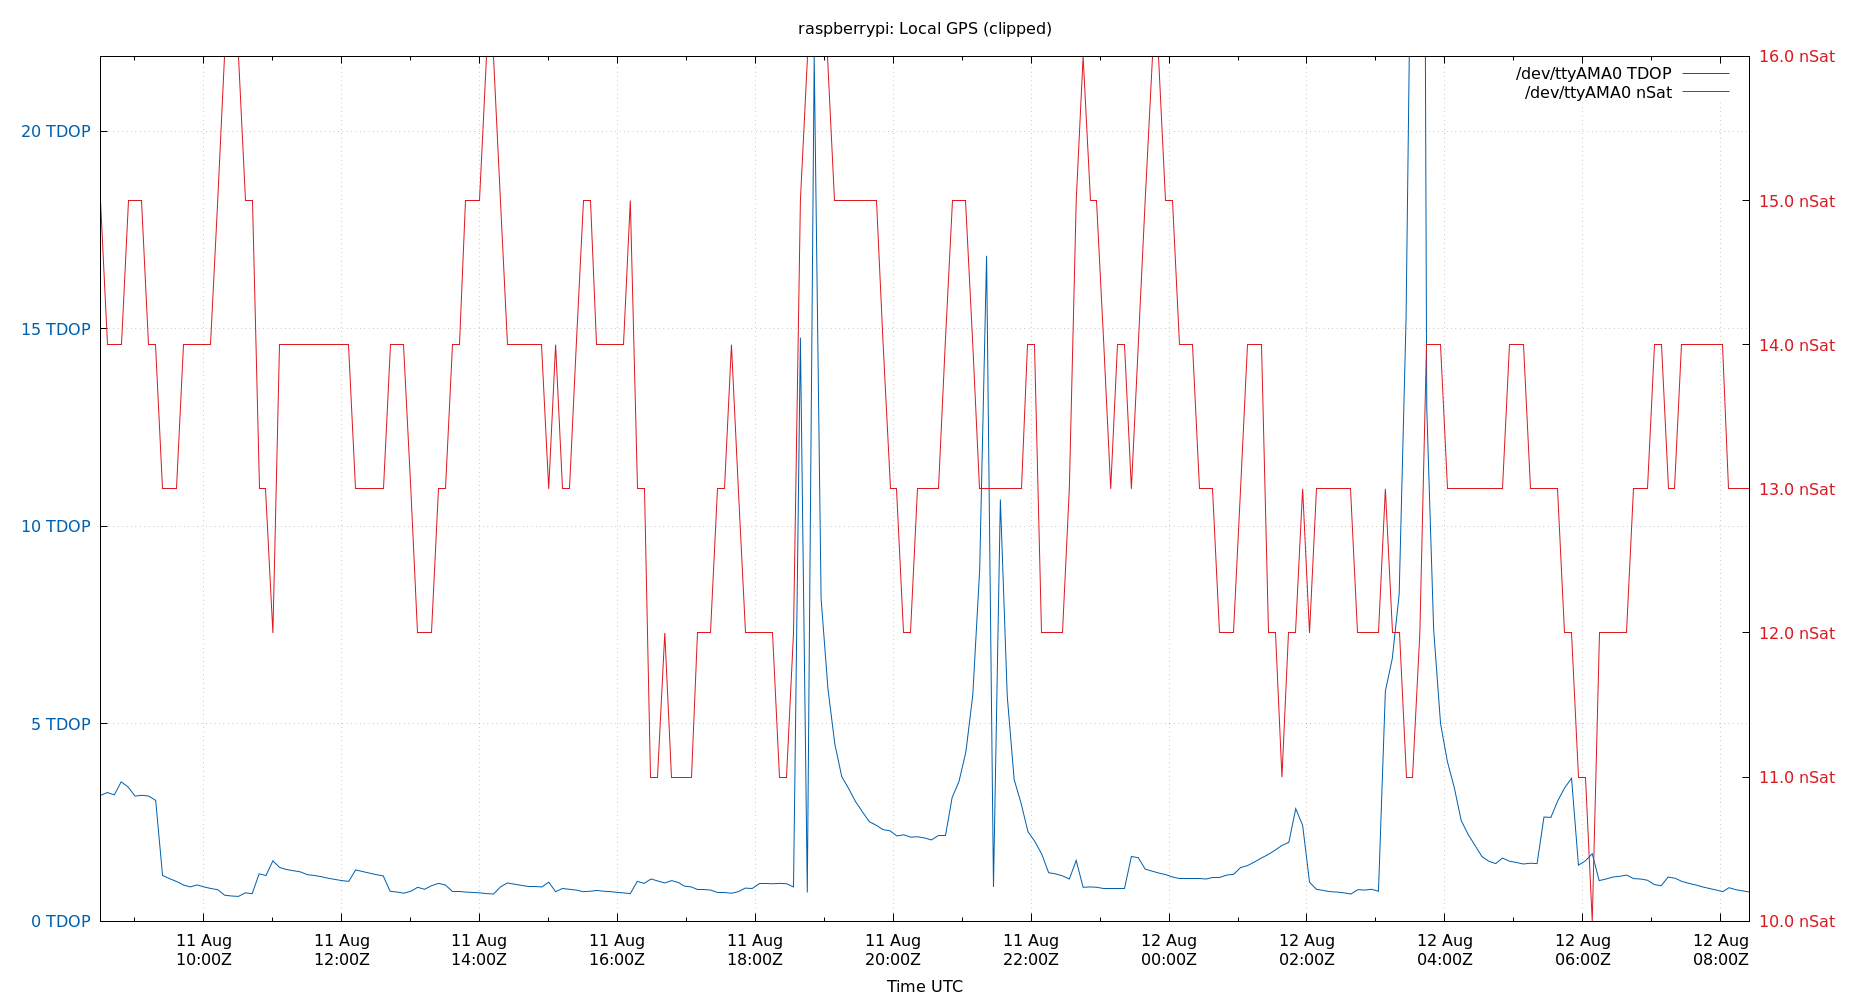 raspberrypi: Local GPS (clipped)
/dev/ttyAMA0 TDOP
/dev/ttyAMA0 nSat
20 TDOP
15 TDOP
10 TDOP
5 TDOP
0 TDOP
16.0 nSat
15.0 nSat
14.0 nSat
13.0 nSat
12.0 nSat
11.0 nSat
10.0 nSat
11 Aug 11 Aug 11 Aug 11 Aug 11 Aug 11 Aug 11 Aug 12 Aug 12 Aug 12 Aug 12 Aug 12 Aug
10:00Z 12:00Z 14:00Z 16:00Z 18:00Z 20:00Z 22:00Z 00:00Z 02:00Z 04:00Z 06:00Z 08:00Z
Time UTC